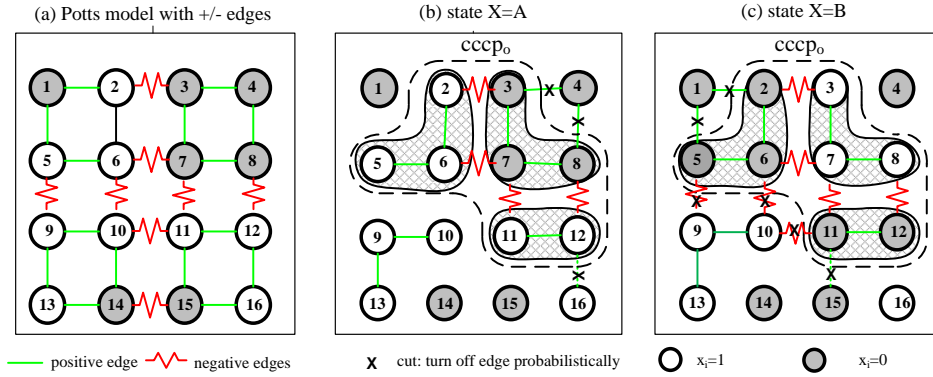 (a) Potts model with +/- edges
(b) state X=A
(c) state X=B
cccp₀
cccp₀
1 2 3 4
5 6 7 8
9 10 11 12
13 14 15 16
1 2 3 4
5 6 7 8
9 10 11 12
13 14 15 16
1 2 3 4
5 6 7 8
9 10 11 12
13 14 15 16
positive edge
negative edges
X cut: turn off edge probabilistically
xᵢ=1
xᵢ=0